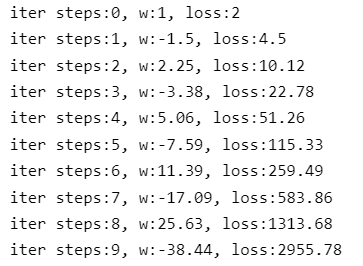 iter steps:0, w:1, loss:2
iter steps:1, w:-1.5, loss:4.5
iter steps:2, w:2.25, loss:10.12
iter steps:3, w:-3.38, loss:22.78
iter steps:4, w:5.06, loss:51.26
iter steps:5, w:-7.59, loss:115.33
iter steps:6, w:11.39, loss:259.49
iter steps:7, w:-17.09, loss:583.86
iter steps:8, w:25.63, loss:1313.68
iter steps:9, w:-38.44, loss:2955.78